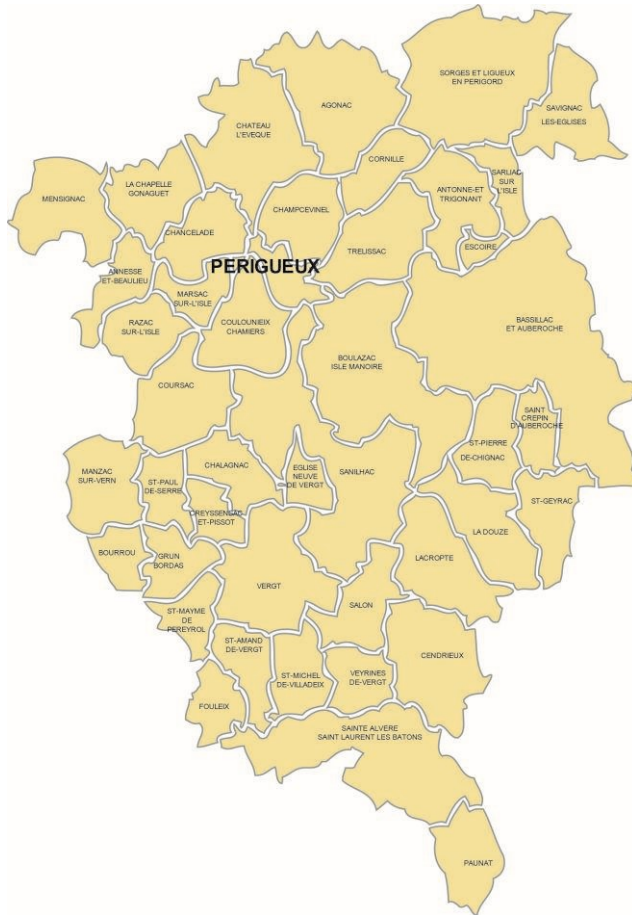 SORGES ET LIGUEUX
EN PERIGORD
AGONAC
SAVIGNAC
LES-EGLISES
CHATEAU
L'EVEQUE
CORNILLE
SARLIAC
SUR
L'ISLE
LA CHAPELLE
GONAGUET
MENSIGNAC
ANTONNE-ET
TRIGONANT
CHAMPCEVINEL
CHANCELADE
TRELISSAC
ESCOIRE
PERIGUEUX
ANNESSE
ET-BEAULIEU
MARSAC
SUR-L'ISLE
RAZAC
SUR-L'ISLE
COULOUNIEIX
CHAMIERS
BASSILLAC
ET AUBEROCHE
BOULAZAC
ISLE MANOIRE
COURSAC
SAINT
CREPIN
D'AUBEROCHE
ST-PIERRE
DE-CHIGNAC
MANZAC
SUR-VERN
ST-PAUL
DE-SERRE
CHALAGNAC
EGLISE
NEUVE
DE VERGT
SANILHAC
ST-GEYRAC
CREYSSENSAC
ET-PISSOT
LA DOUZE
BOURROU
GRUN
BORDAS
LACROPTE
VERGT
SALON
ST-MAYME
DE
PEREYROL
ST-AMAND
DE-VERGT
CENDRIEUX
ST-MICHEL
DE-VILLADEIX
VEYRINES
DE-VERGT
FOULEIX
SAINTE ALVERE
SAINT LAURENT LES BATONS
PAUNAT